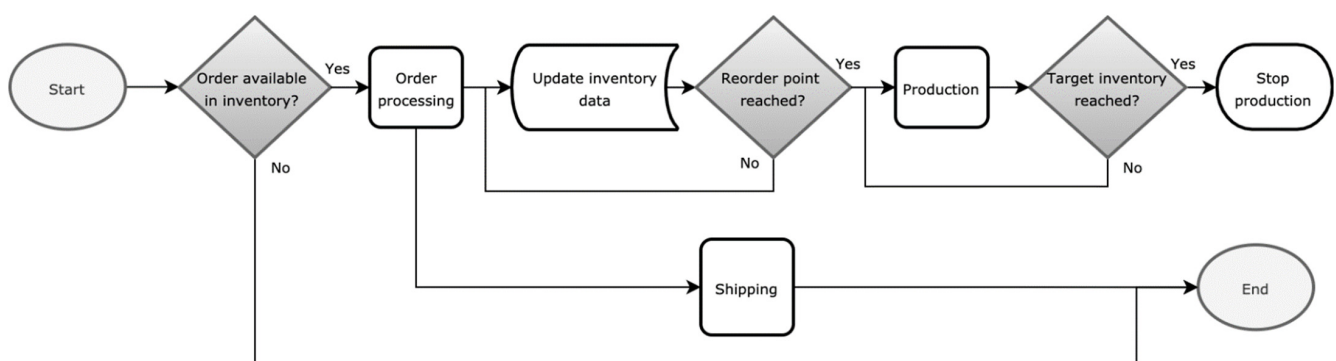 Start
Order available
in inventory?
Yes
No
Order
processing
Update inventory
data
Reorder point
reached?
Yes
No
Production
Target inventory
reached?
Yes
No
Stop
production
Shipping
End